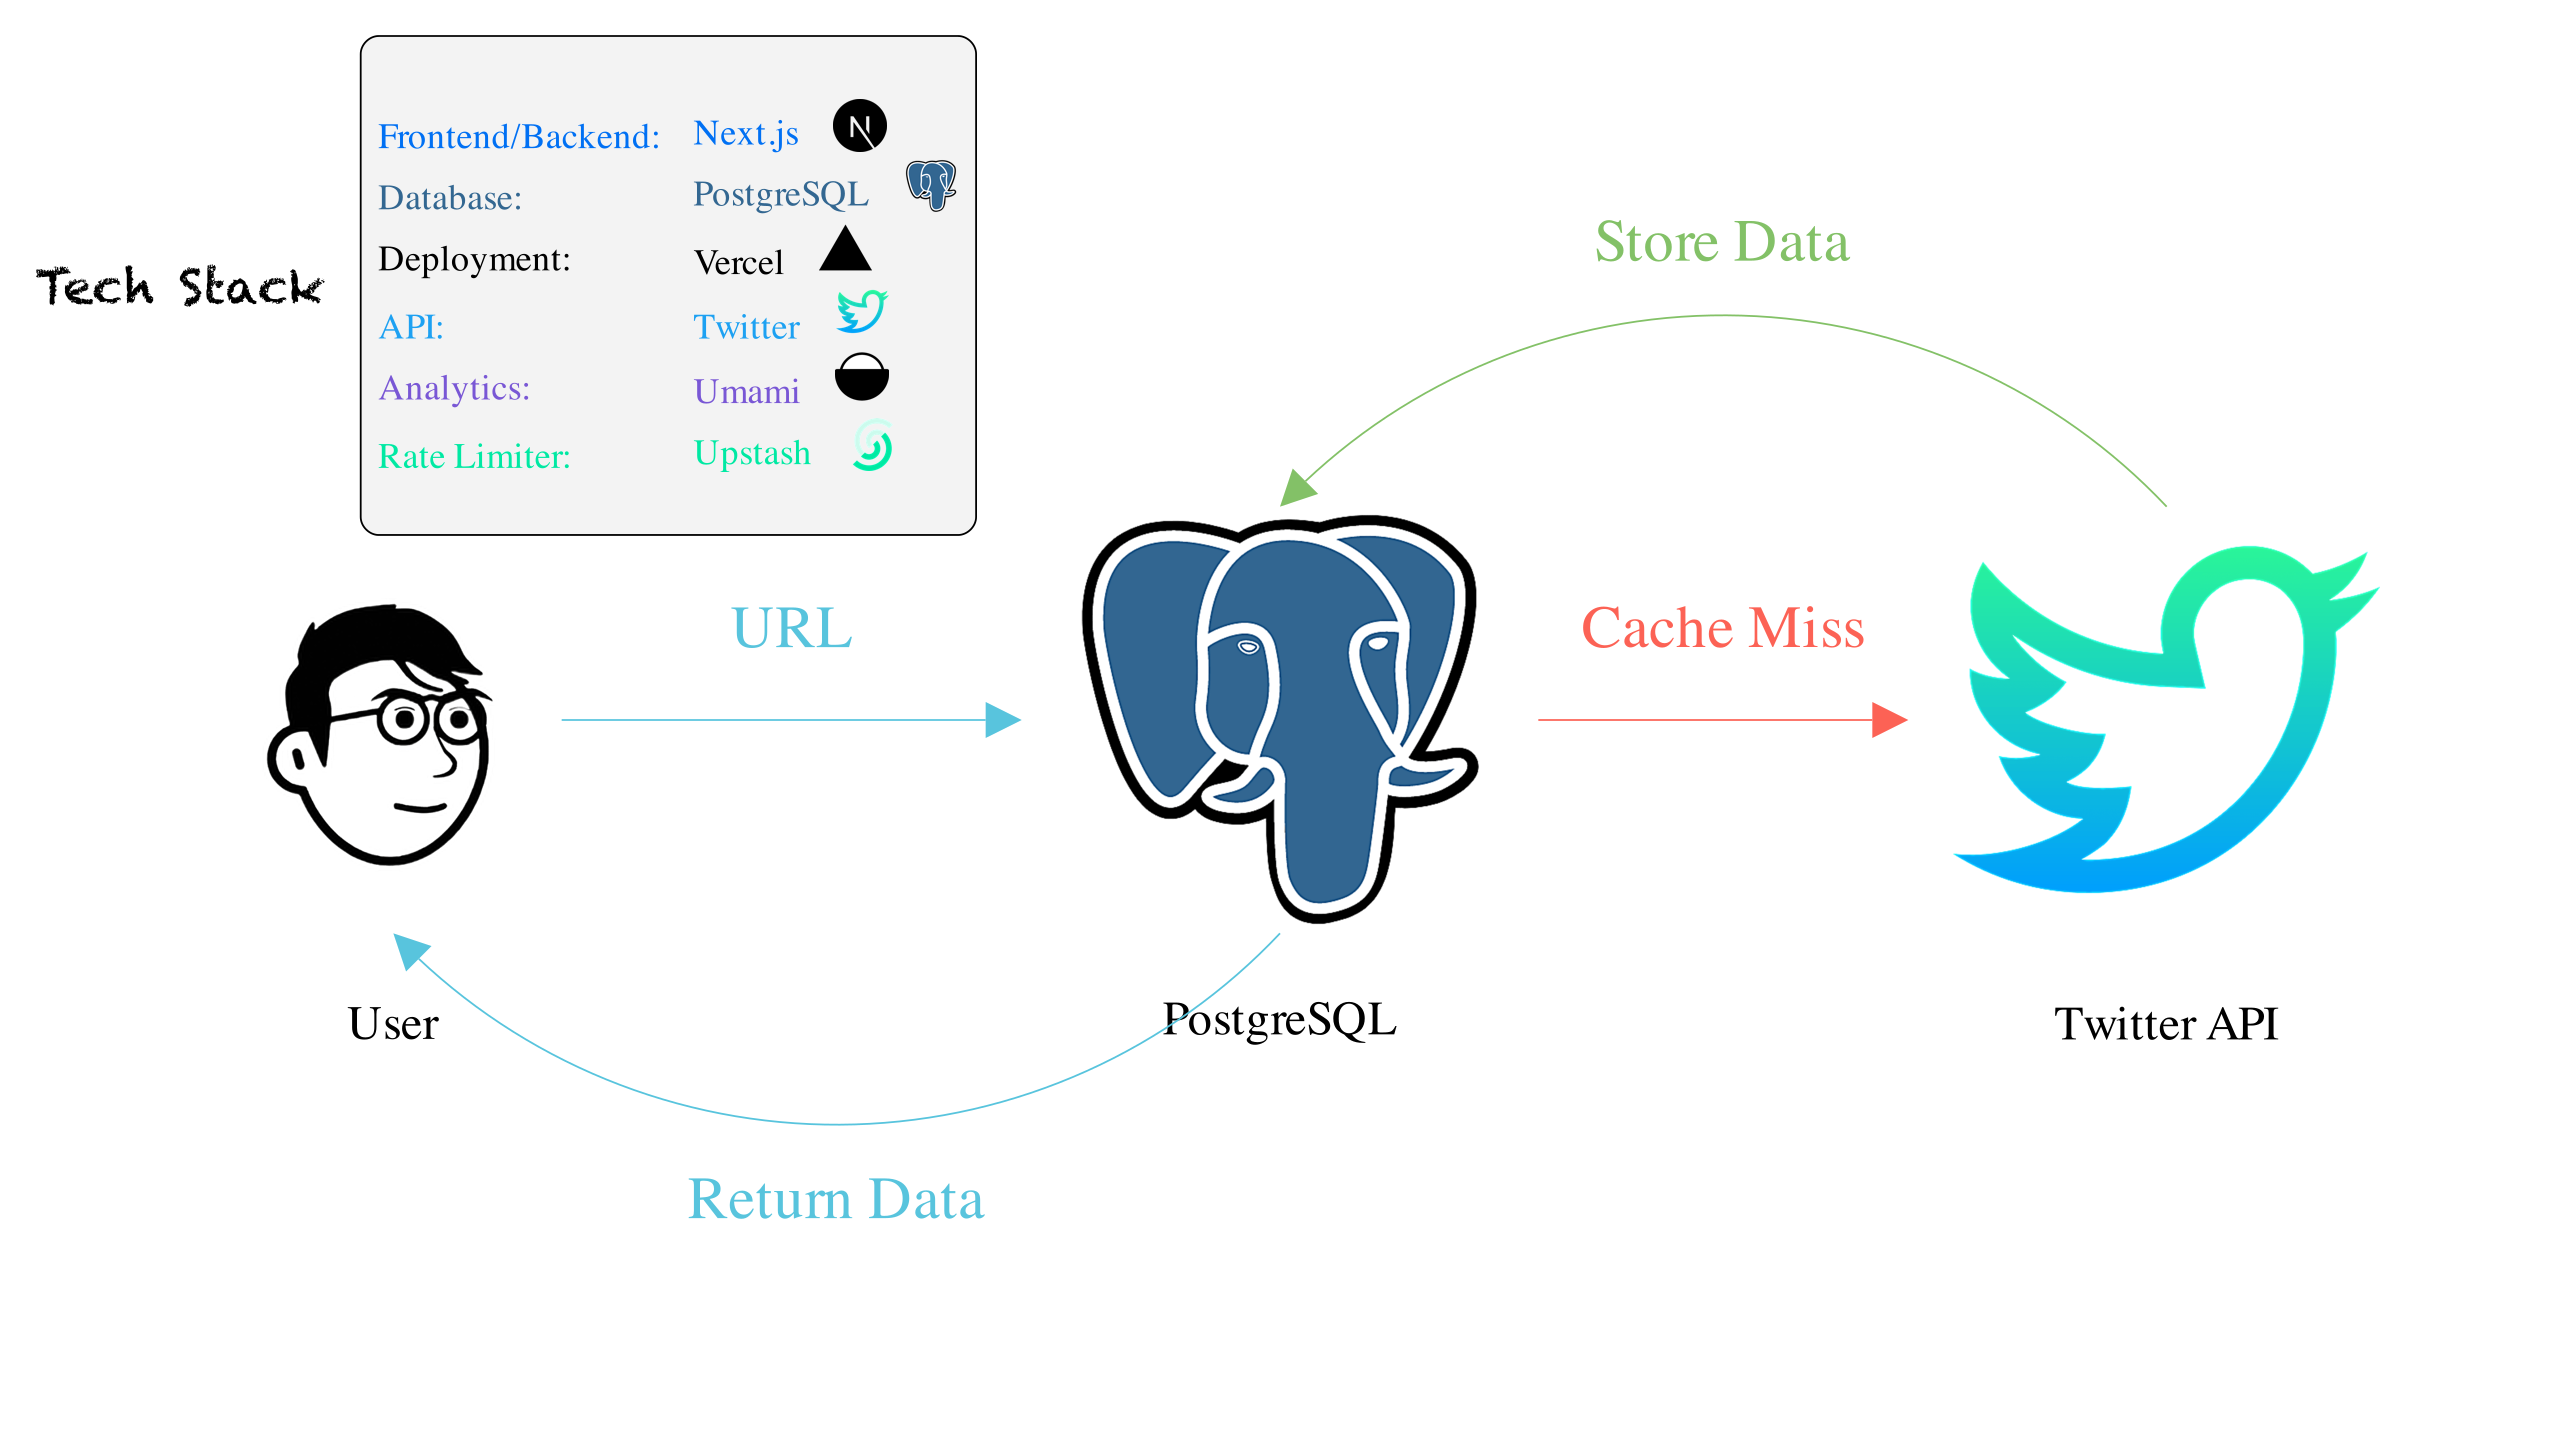 Tech Stack
Frontend/Backend: Next.js
Database: PostgreSQL
Deployment: Vercel
API: Twitter
Analytics: Umami
Rate Limiter: Upstash
Store Data
URL
Cache Miss
User
PostgreSQL
Twitter API
Return Data